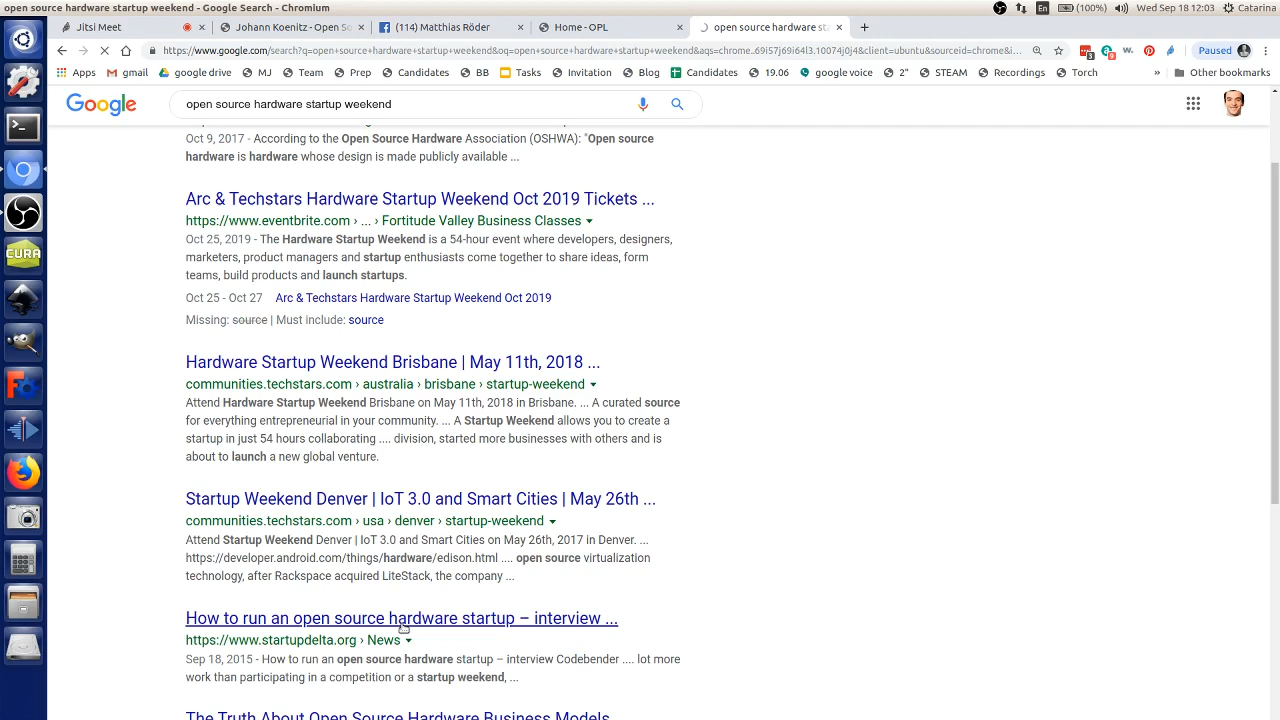 open source hardware startup weekend - Google Search - Chromium
En (100%) Wed Sep 18 12:03 Catarina
Jitsi Meet × Johann Koenitz - Open So × (114) Matthias Röder × Home - OPL × open source hardware sta ×
https://www.google.com/search?q=open+source+hardware+startup+weekend&oq=open+source+hardware+startup+weekend&aqs=chrome..69i57j69i64l3.10074j0j4&client=ubuntu&sourceid=chrome&i… 3 9 W. Paused
Apps gmail google drive MJ Team Prep Candidates BB Tasks Invitation Blog Candidates 19.06 google voice 2" STEAM Recordings Torch » Other bookmarks
Google open source hardware startup weekend
Oct 9, 2017 - According to the Open Source Hardware Association (OSHWA): "Open source
hardware is hardware whose design is made publicly available ...
Arc & Techstars Hardware Startup Weekend Oct 2019 Tickets ...
https://www.eventbrite.com › ... › Fortitude Valley Business Classes
Oct 25, 2019 - The Hardware Startup Weekend is a 54-hour event where developers, designers,
marketers, product managers and startup enthusiasts come together to share ideas, form
teams, build products and launch startups.
Oct 25 - Oct 27 Arc & Techstars Hardware Startup Weekend Oct 2019
Missing: source | Must include: source
Hardware Startup Weekend Brisbane | May 11th, 2018 ...
communities.techstars.com › australia › brisbane › startup-weekend
Attend Hardware Startup Weekend Brisbane on May 11th, 2018 in Brisbane. ... A curated source
for everything entrepreneurial in your community. ... A Startup Weekend allows you to create a
startup in just 54 hours collaborating .... division, started more businesses with others and is
about to launch a new global venture.
Startup Weekend Denver | IoT 3.0 and Smart Cities | May 26th ...
communities.techstars.com › usa › denver › startup-weekend
Attend Startup Weekend Denver | IoT 3.0 and Smart Cities on May 26th, 2017 in Denver. ...
https://developer.android.com/things/hardware/edison.html .... open source virtualization
technology, after Rackspace acquired LiteStack, the company ...
How to run an open source hardware startup – interview ...
https://www.startupdelta.org › News
Sep 18, 2015 - How to run an open source hardware startup – interview Codebender .... lot more
work than participating in a competition or a startup weekend, ...
The Truth About Open Source Hardware Business Models
CURA